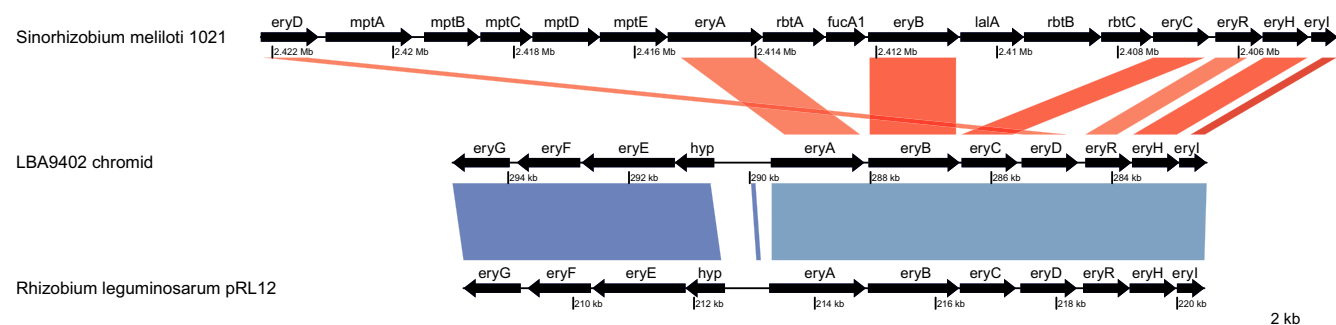 eryD mptA mptB mptC mptD mptE eryA rbtA fucA1 eryB lalA rbtB rbtC eryC eryR eryH eryI
Sinorhizobium meliloti 1021
2.422 Mb 2.42 Mb 2.418 Mb 2.416 Mb 2.414 Mb 2.412 Mb 2.41 Mb 2.408 Mb 2.406 Mb
eryG eryF eryE hyp eryA eryB eryC eryD eryR eryH eryI
LBA9402 chromid
294 kb 292 kb 290 kb 288 kb 286 kb 284 kb
eryG eryF eryE hyp eryA eryB eryC eryD eryR eryH eryI
Rhizobium leguminosarum pRL12
210 kb 212 kb 214 kb 216 kb 218 kb 220 kb
2 kb